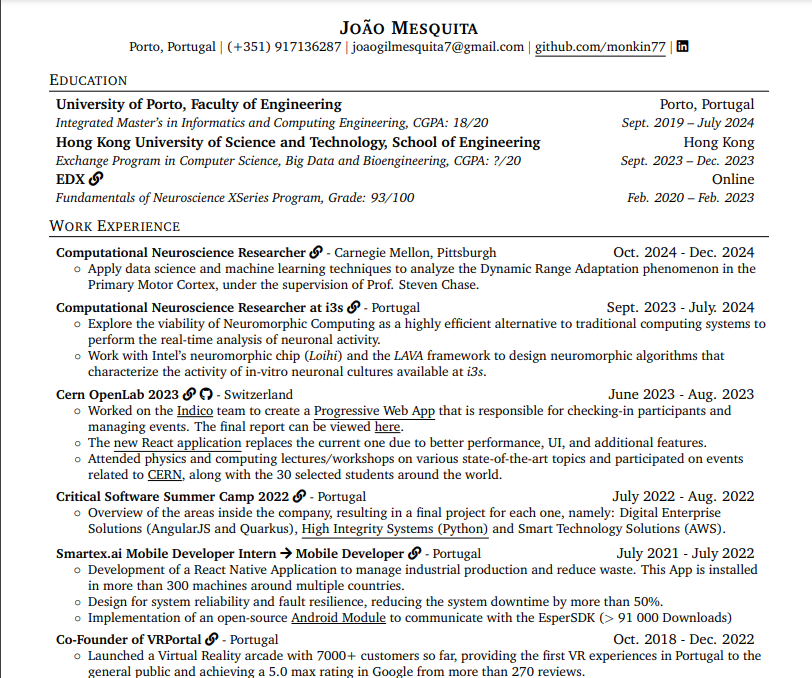 João Mesquita
Porto, Portugal | (+351) 917136287 | joaogilmesquita7@gmail.com | github.com/monkin77 |
Education
University of Porto, Faculty of Engineering Porto, Portugal
Integrated Master's in Informatics and Computing Engineering, CGPA: 18/20 Sept. 2019 – July 2024
Hong Kong University of Science and Technology, School of Engineering Hong Kong
Exchange Program in Computer Science, Big Data and Bioengineering, CGPA: ?/20 Sept. 2023 – Dec. 2023
EDX Online
Fundamentals of Neuroscience XSeries Program, Grade: 93/100 Feb. 2020 – Feb. 2023
Work Experience
Computational Neuroscience Researcher - Carnegie Mellon, Pittsburgh Oct. 2024 - Dec. 2024
◦ Apply data science and machine learning techniques to analyze the Dynamic Range Adaptation phenomenon in the
Primary Motor Cortex, under the supervision of Prof. Steven Chase.
Computational Neuroscience Researcher at i3s - Portugal Sept. 2023 - July. 2024
◦ Explore the viability of Neuromorphic Computing as a highly efficient alternative to traditional computing systems to
perform the real-time analysis of neuronal activity.
◦ Work with Intel's neuromorphic chip (Loihi) and the LAVA framework to design neuromorphic algorithms that
characterize the activity of in-vitro neuronal cultures available at i3s.
Cern OpenLab 2023 - Switzerland June 2023 - Aug. 2023
◦ Worked on the Indico team to create a Progressive Web App that is responsible for checking-in participants and
managing events. The final report can be viewed here.
◦ The new React application replaces the current one due to better performance, UI, and additional features.
◦ Attended physics and computing lectures/workshops on various state-of-the-art topics and participated on events
related to CERN, along with the 30 selected students around the world.
Critical Software Summer Camp 2022 - Portugal July 2022 - Aug. 2022
◦ Overview of the areas inside the company, resulting in a final project for each one, namely: Digital Enterprise
Solutions (AngularJS and Quarkus), High Integrity Systems (Python) and Smart Technology Solutions (AWS).
Smartex.ai Mobile Developer Intern → Mobile Developer - Portugal July 2021 - July 2022
◦ Development of a React Native Application to manage industrial production and reduce waste. This App is installed
in more than 300 machines around multiple countries.
◦ Design for system reliability and fault resilience, reducing the system downtime by more than 50%.
◦ Implementation of an open-source Android Module to communicate with the EsperSDK (> 91 000 Downloads)
Co-Founder of VRPortal - Portugal Oct. 2018 - Dec. 2022
◦ Launched a Virtual Reality arcade with 7000+ customers so far, providing the first VR experiences in Portugal to the
general public and achieving a 5.0 max rating in Google from more than 270 reviews.